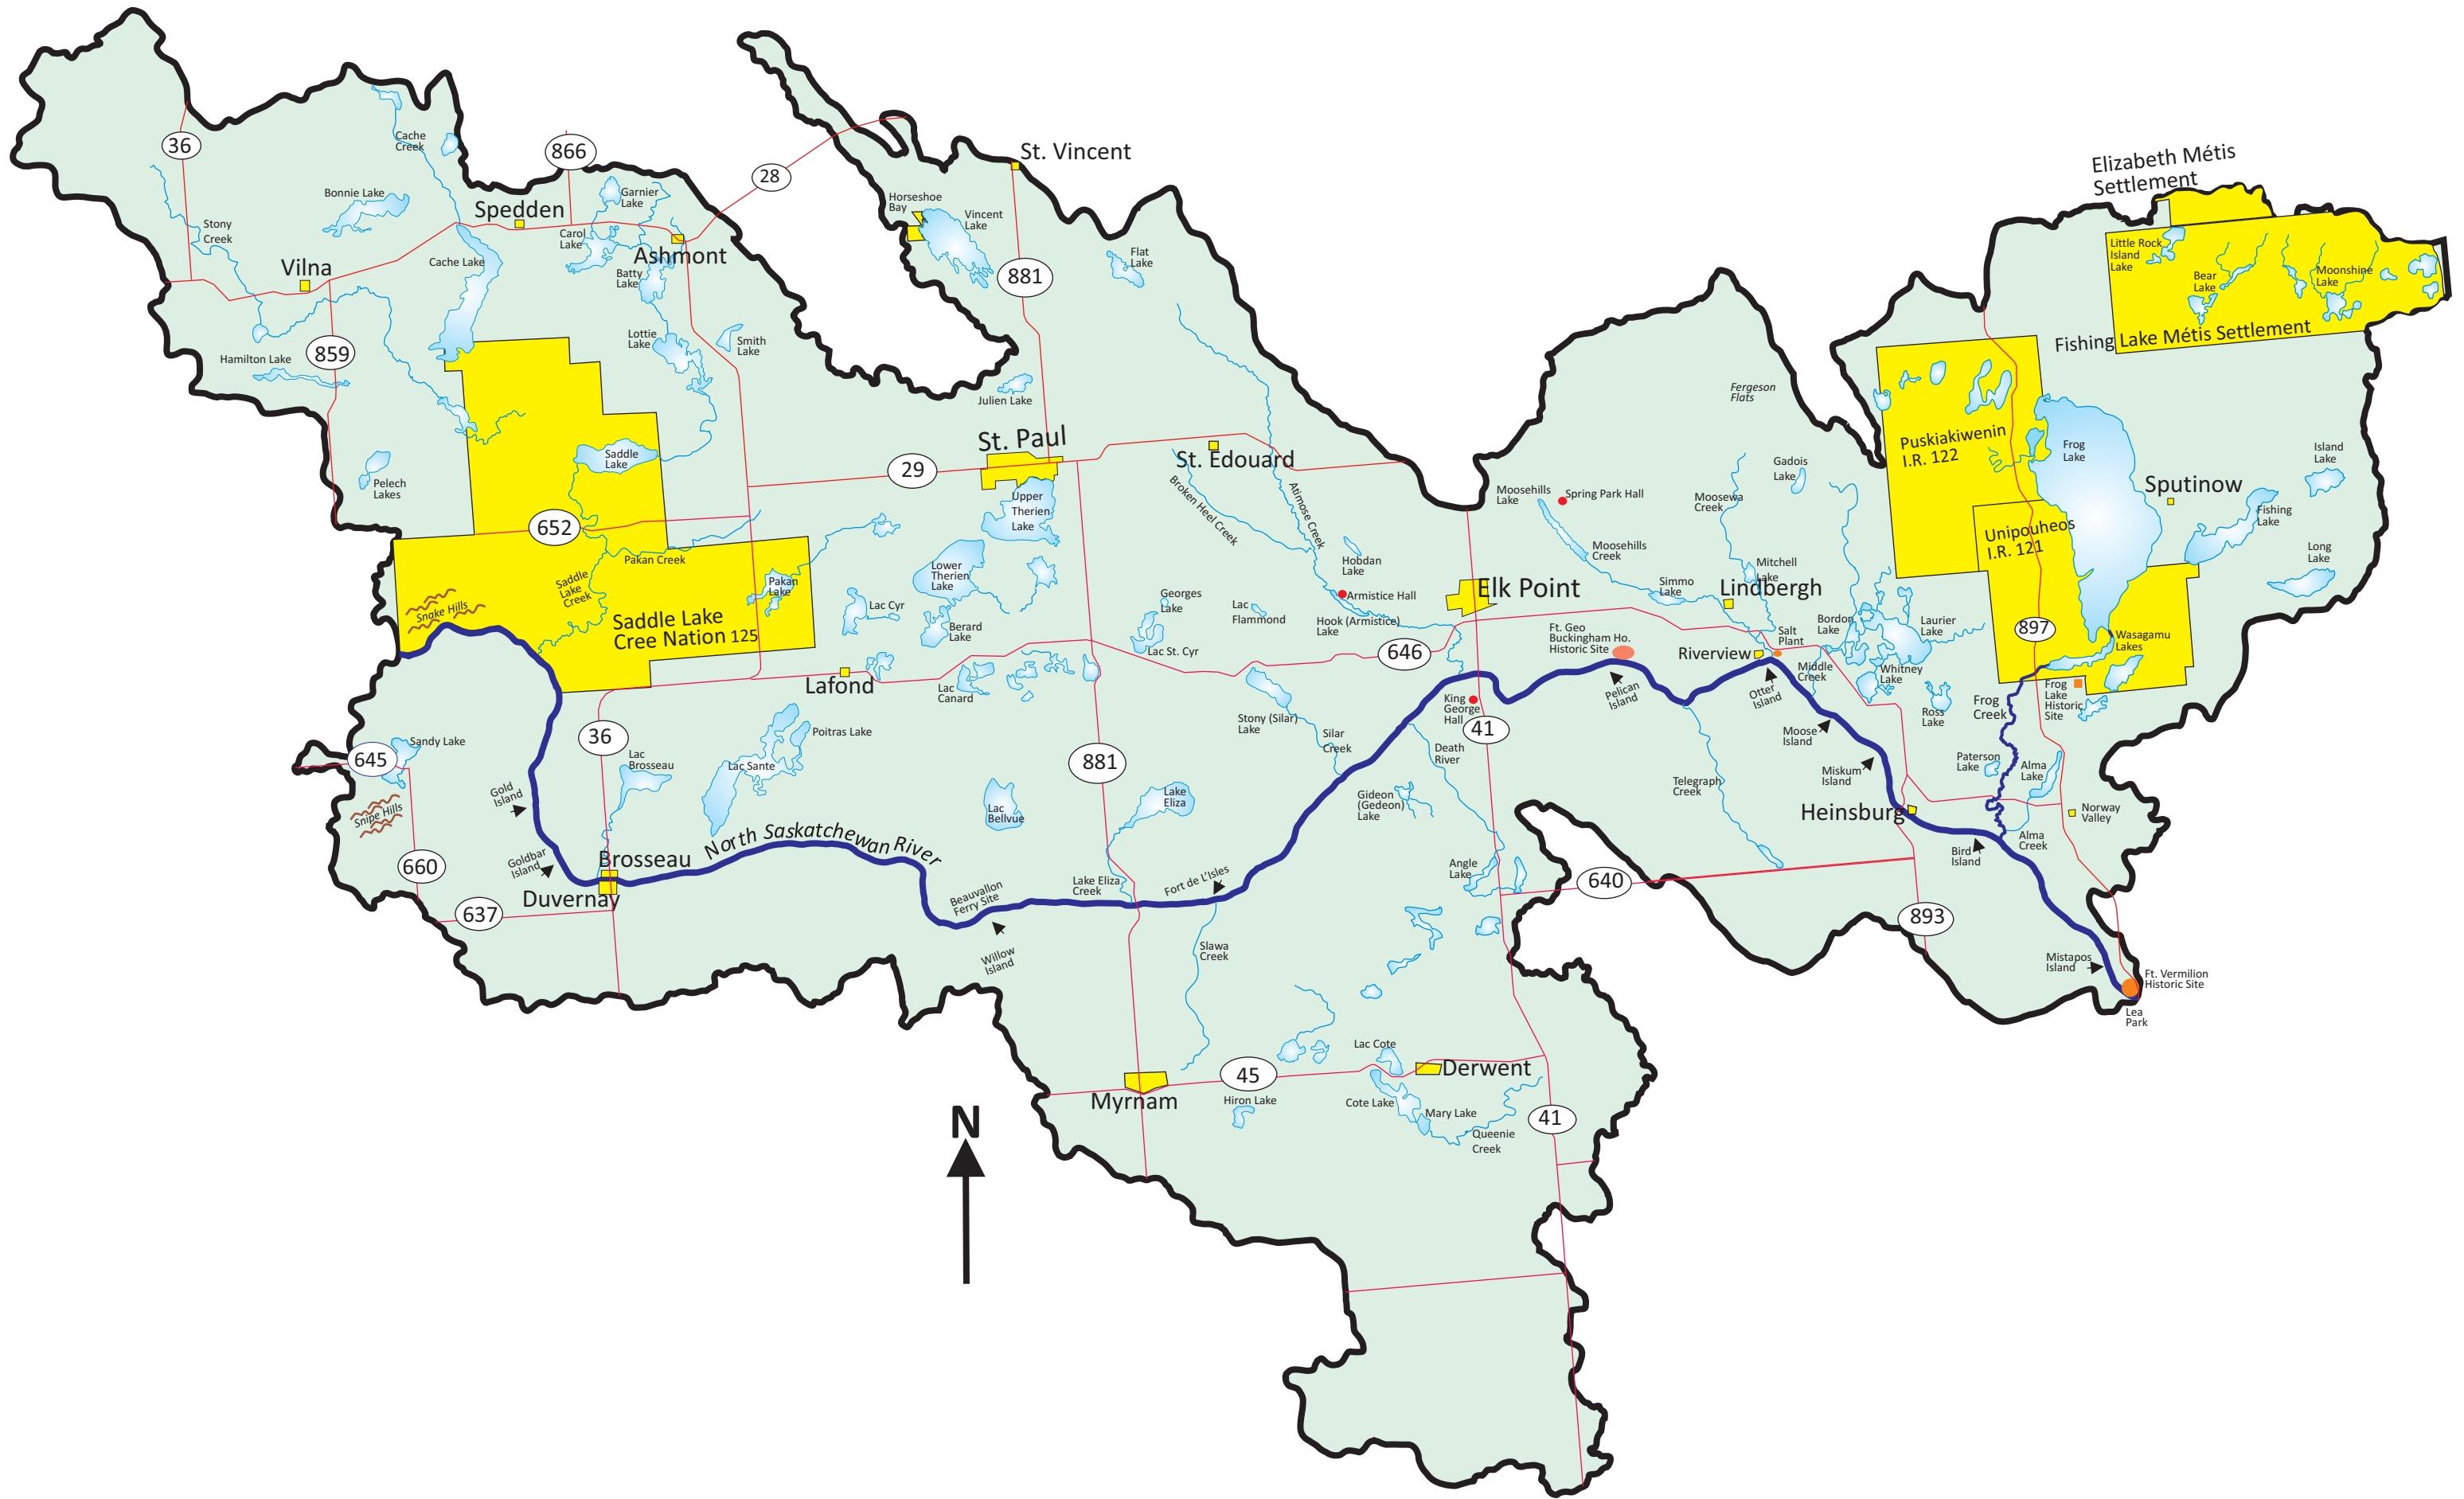 36
Stony
Creek
Vilna
859
Hamilton Lake
Bonnie Lake
Cache
Creek
Cache Lake
Spedden
866
Garnier
Lake
Carol
Lake
Batty
Lake
Ashmont
28
Lottie
Lake
Smith
Lake
Pelech
Lakes
Saddle
Lake
652
Pakan Creek
Saddle
Lake
Creek
Snake Hills
Saddle Lake
Cree Nation 125
Pakan
Lake
Horseshoe
Bay
Vincent
Lake
St. Vincent
881
Flat
Lake
Julien Lake
St. Paul
29
Upper
Therien
Lake
Lower
Therien
Lake
Berard
Lake
Lac Cyr
Lafond
Lac
Canard
St. Edouard
Broken Heel Creek
Atimose Creek
Hobdan
Lake
Armistice Hall
Hook (Armistice)
Lake
Georges
Lake
Lac
Flammond
Lac St. Cyr
646
Elk Point
Moosehills
Lake
Spring Park Hall
Moosehills
Creek
Simmo
Lake
Fergeson
Flats
Gadois
Lake
Moosewa
Creek
Mitchell
Lake
Lindbergh
Ft. Geo
Buckingham Ho.
Historic Site
Riverview
Salt
Plant
Bordon
Lake
Laurier
Lake
Whitney
Lake
Middle
Creek
Ross
Lake
Elizabeth Métis
Settlement
Little Rock
Island
Lake
Bear
Lake
Moonshine
Lake
Fishing Lake Métis Settlement
Puskiakiwenin
I.R. 122
Frog
Lake
Unipouheos
I.R. 121
897
Sputinow
Island
Lake
Fishing
Lake
Long
Lake
Wasagamu
Lakes
Frog
Lake
Historic
Site
Frog
Creek
Paterson
Lake
Alma
Lake
Norway
Valley
Alma
Creek
645
Sandy Lake
Snipe Hills
660
637
Gold
Island
Goldbar
Island
36
Lac
Brosseau
Brosseau
Duvernay
Poitras Lake
Lac Sante
North Saskatchewan River
Lac
Bellvue
Beauvallon
Ferry Site
Willow
Island
881
Lake
Eliza
Lake Eliza
Creek
Fort de L'Isles
Slawa
Creek
Stony (Silar)
Lake
Silar
Creek
King
George
Hall
41
Death
River
Gideon
(Gedeon)
Lake
Angle
Lake
640
Pelican
Island
Otter
Island
Moose
Island
Miskum
Island
Telegraph
Creek
Heinsburg
Bird
Island
893
Mistapos
Island
Ft. Vermilion
Historic Site
Lea
Park
Myrnam
45
Hiron Lake
Lac Cote
Derwent
Cote Lake
Mary Lake
Queenie
Creek
41
N